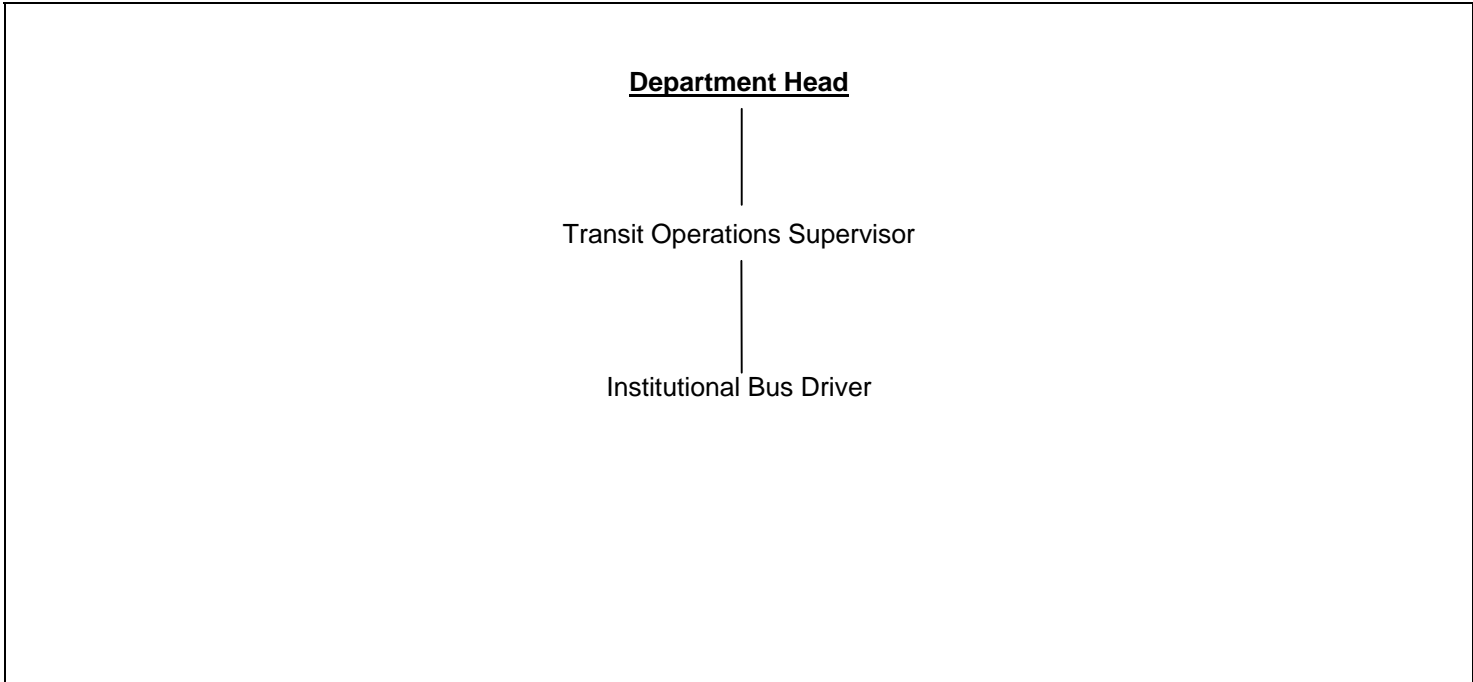 Department Head
Transit Operations Supervisor
Institutional Bus Driver